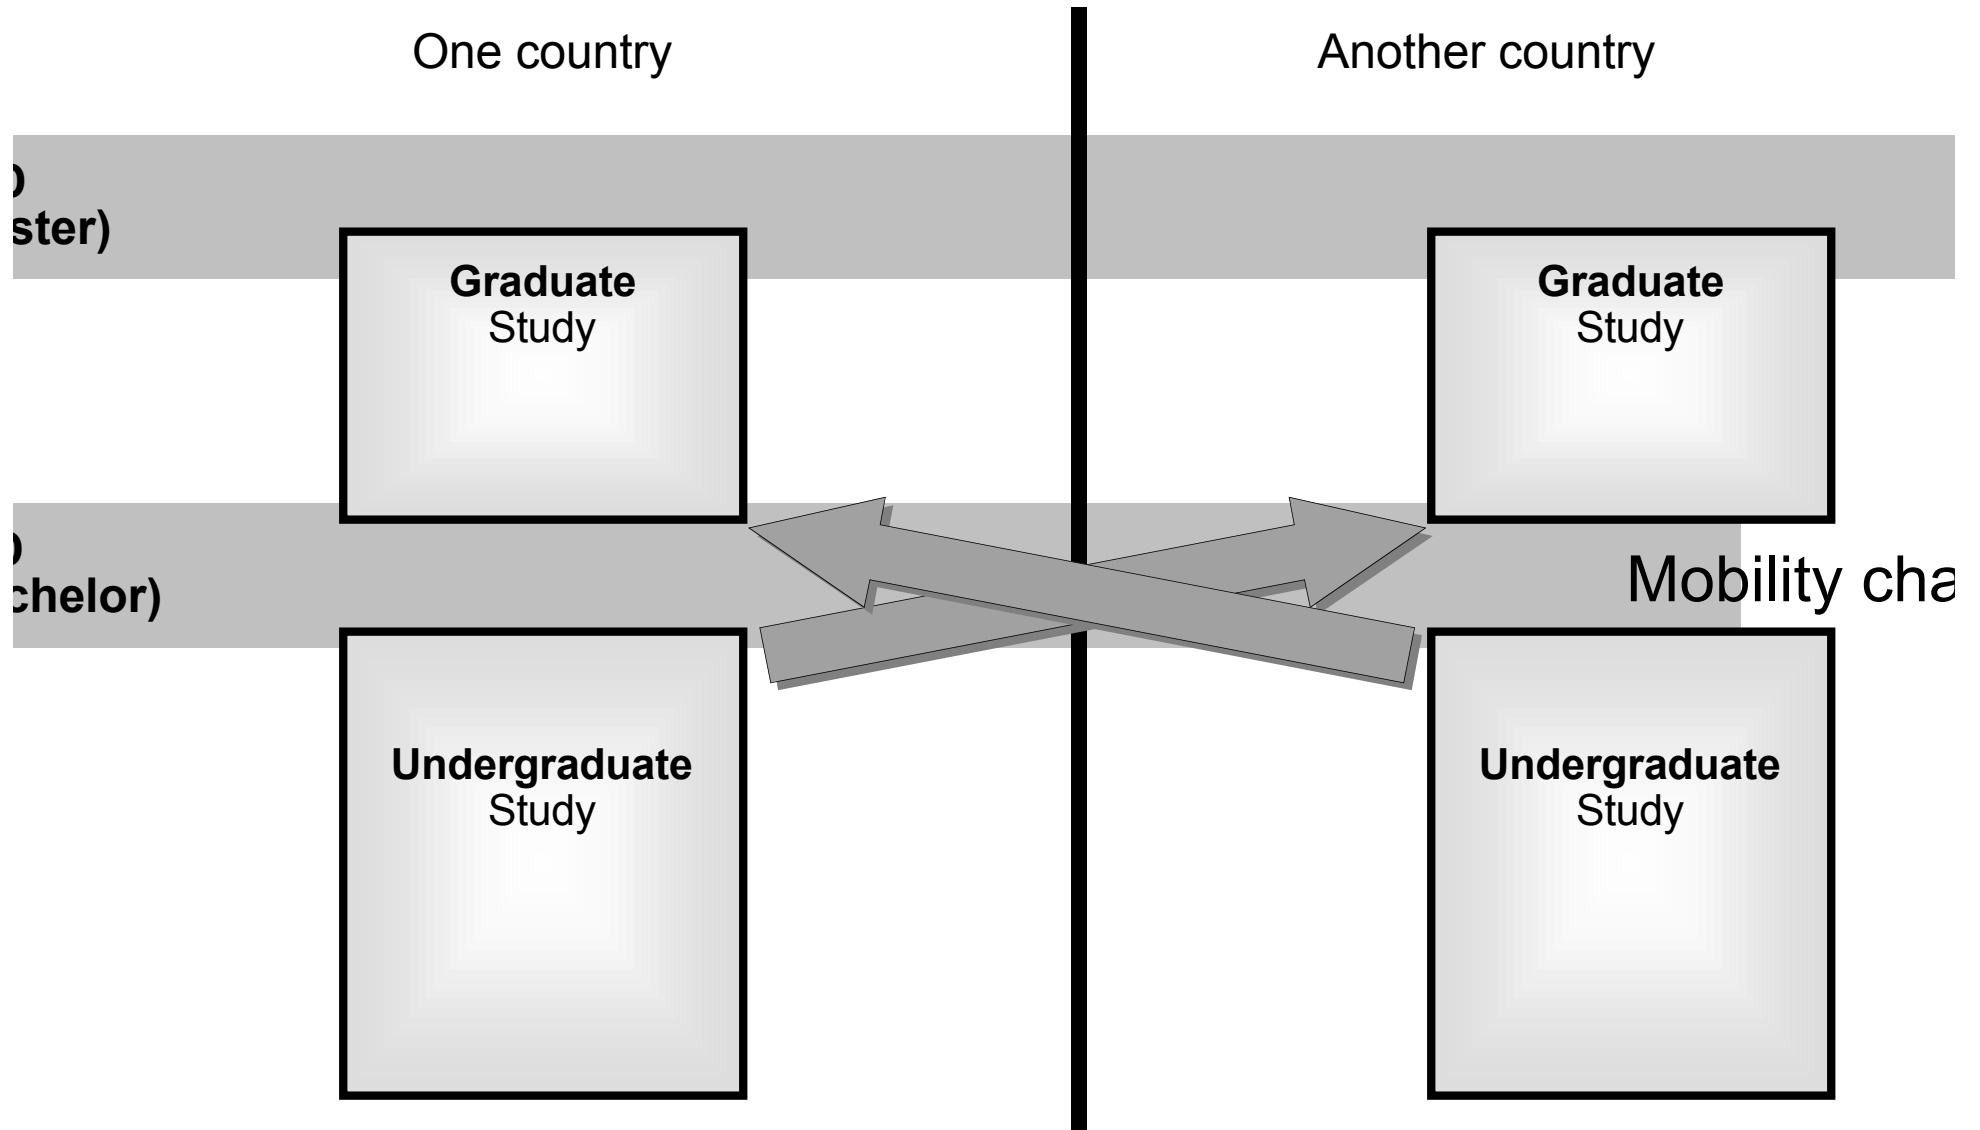 One country
Another country
ster)
Graduate
Study
Graduate
Study
chelor)
Mobility cha
Undergraduate
Study
Undergraduate
Study